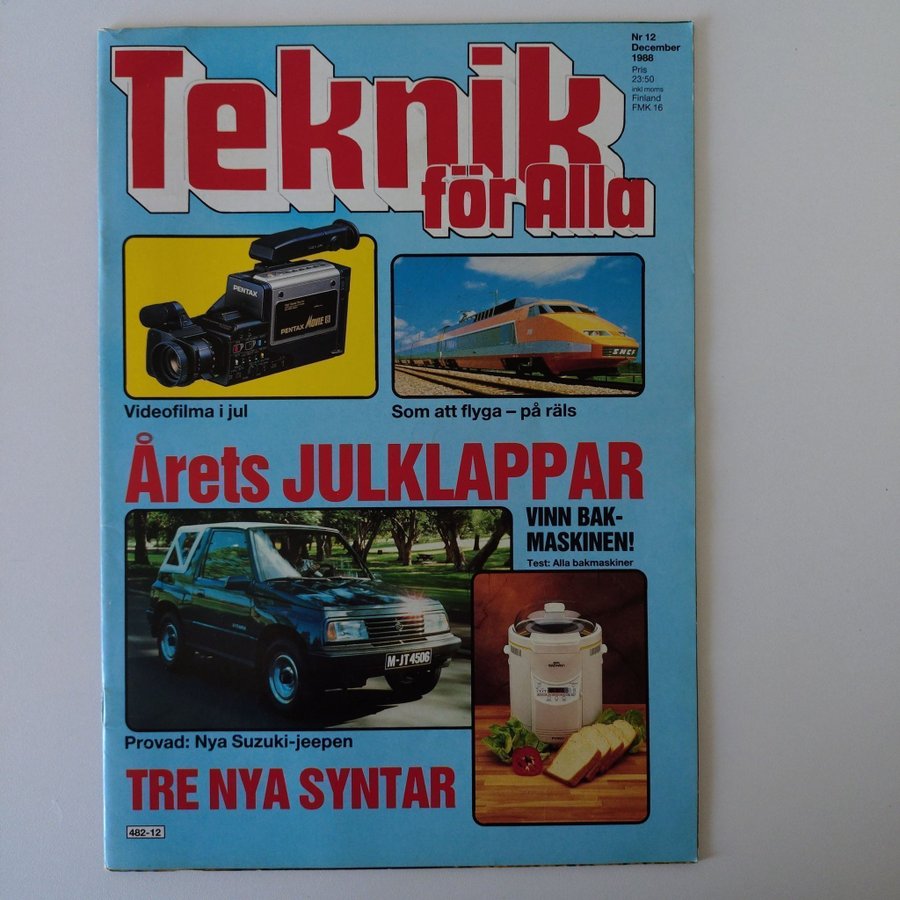 Teknik
för Alla
Nr 12
December
1988
Pris
23:50
inkl moms
Finland
FMK 16
PENTAX
PENTAX MOVIE
SNCF
Videofilma i jul
Som att flyga – på räls
Årets JULKLAPPAR
VINN BAK-
MASKINEN!
Test: Alla bakmaskiner
M-JT4506
Provad: Nya Suzuki-jeepen
TRE NYA SYNTAR
482-12